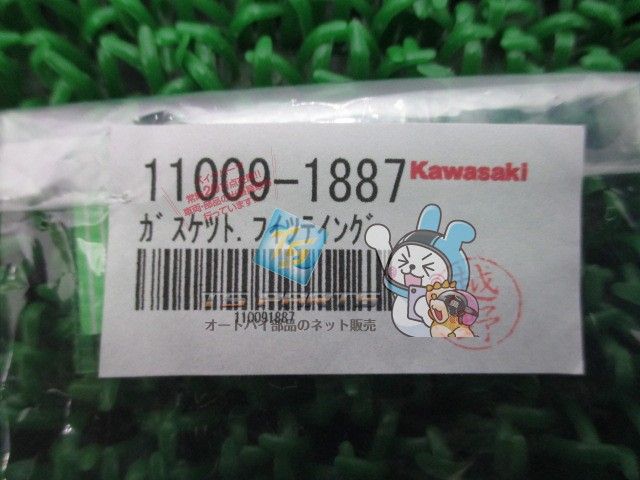 11009-1887
Kawasaki
ガスケツト.フイツテイング
TS
オートバイ部品のネット販売
110091887